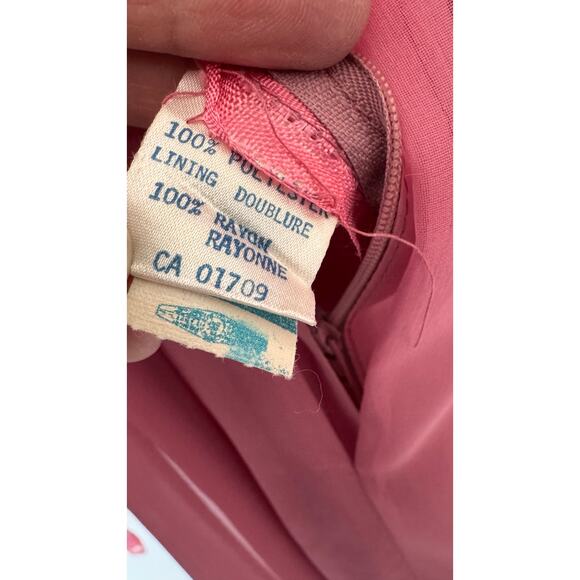 100% POLYESTER
LINING DOUBLURE
100% RAYON
RAYONNE
CA 01709